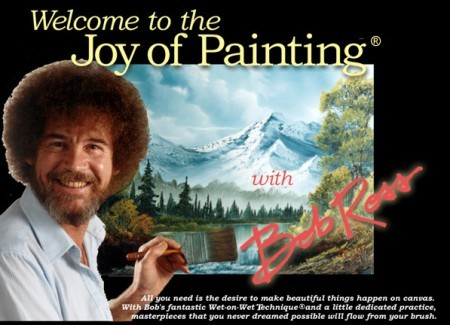 Welcome to the
Joy of Painting®
with
Bob Ross
All you need is the desire to make beautiful things happen on canvas.
With Bob's fantastic Wet-on-Wet Technique® and a little dedicated practice,
masterpieces that you never dreamed possible will flow from your brush.